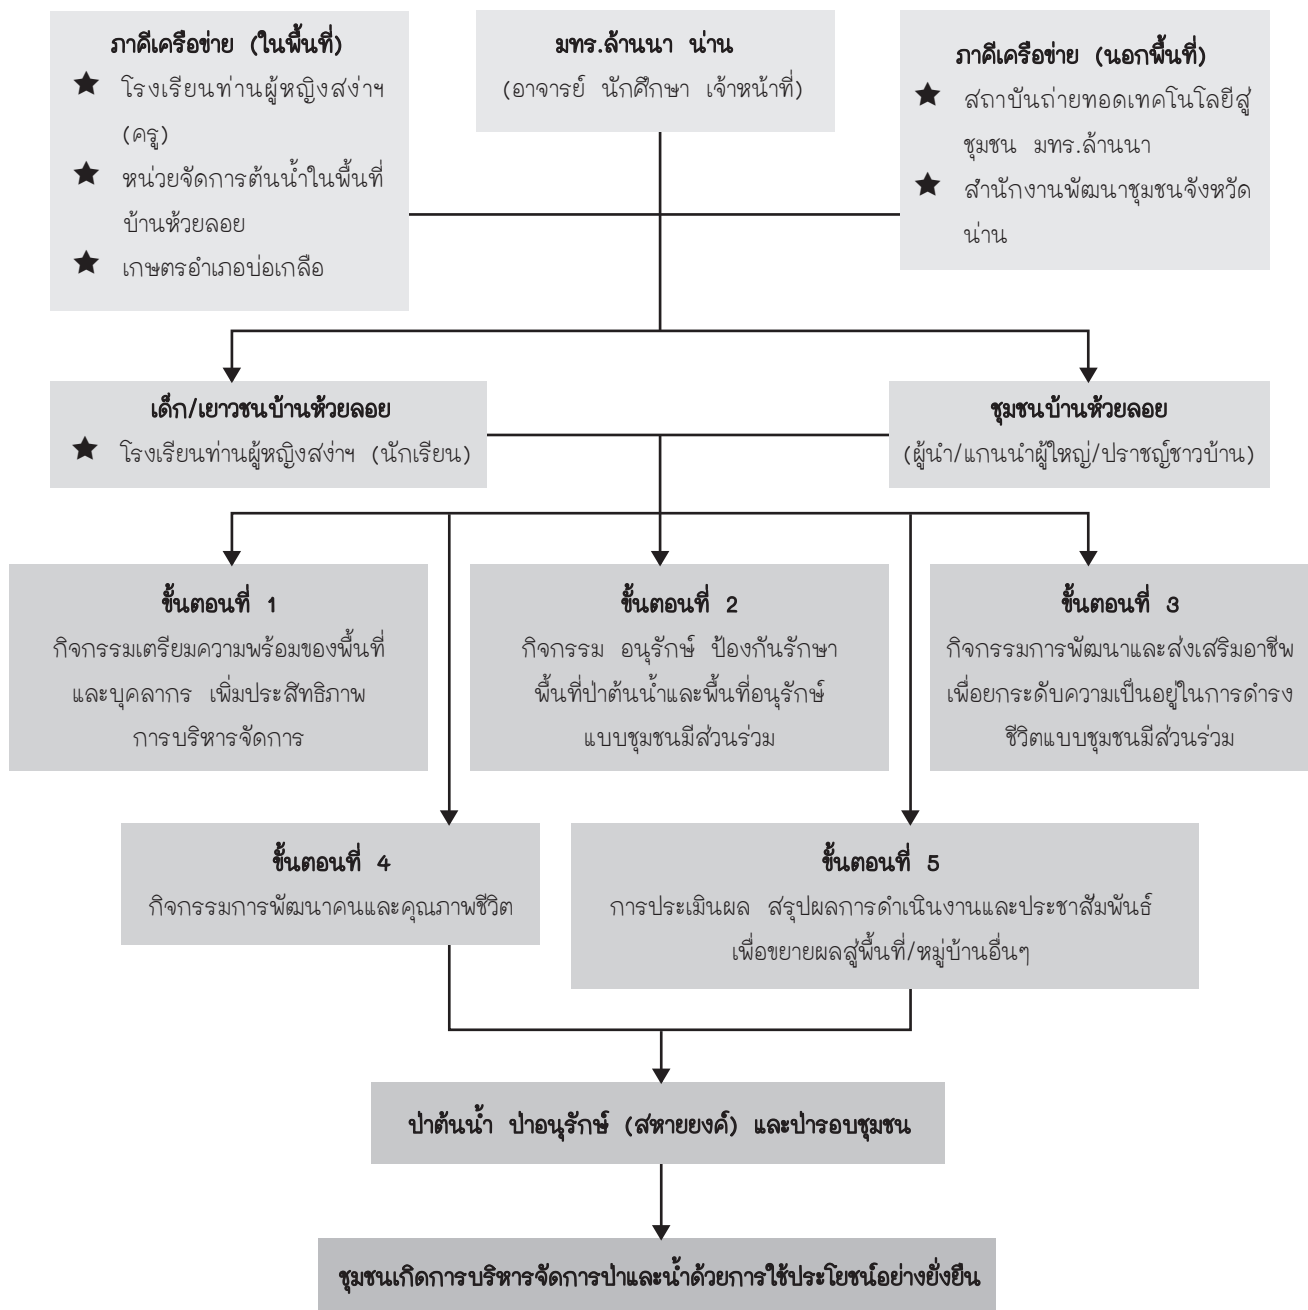 ภาคีเครือข่าย (ในพื้นที่)
★ โรงเรียนท่านผู้หญิงสง่าฯ
(ครู)
★ หน่วยจัดการต้นน้ำในพื้นที่
บ้านห้วยลอย
★ เกษตรอำเภอบ่อเกลือ
มทร.ล้านนา น่าน
(อาจารย์ นักศึกษา เจ้าหน้าที่)
ภาคีเครือข่าย (นอกพื้นที่)
★ สถาบันถ่ายทอดเทคโนโลยีสู่
ชุมชน มทร.ล้านนา
★ สำนักงานพัฒนาชุมชนจังหวัด
น่าน
เด็ก/เยาวชนบ้านห้วยลอย
★ โรงเรียนท่านผู้หญิงสง่าฯ (นักเรียน)
ชุมชนบ้านห้วยลอย
(ผู้นำ/แกนนำผู้ใหญ่/ปราชญ์ชาวบ้าน)
ขั้นตอนที่ 1
กิจกรรมเตรียมความพร้อมของพื้นที่
และบุคลากร เพิ่มประสิทธิภาพ
การบริหารจัดการ
ขั้นตอนที่ 2
กิจกรรม อนุรักษ์ ป้องกันรักษา
พื้นที่ป่าต้นน้ำและพื้นที่อนุรักษ์
แบบชุมชนมีส่วนร่วม
ขั้นตอนที่ 3
กิจกรรมการพัฒนาและส่งเสริมอาชีพ
เพื่อยกระดับความเป็นอยู่ในการดำรง
ชีวิตแบบชุมชนมีส่วนร่วม
ขั้นตอนที่ 4
กิจกรรมการพัฒนาคนและคุณภาพชีวิต
ขั้นตอนที่ 5
การประเมินผล สรุปผลการดำเนินงานและประชาสัมพันธ์
เพื่อขยายผลสู่พื้นที่/หมู่บ้านอื่นๆ
ป่าต้นน้ำ ป่าอนุรักษ์ (สหายยงค์) และป่ารอบชุมชน
ชุมชนเกิดการบริหารจัดการป่าและน้ำด้วยการใช้ประโยชน์อย่างยั่งยืน